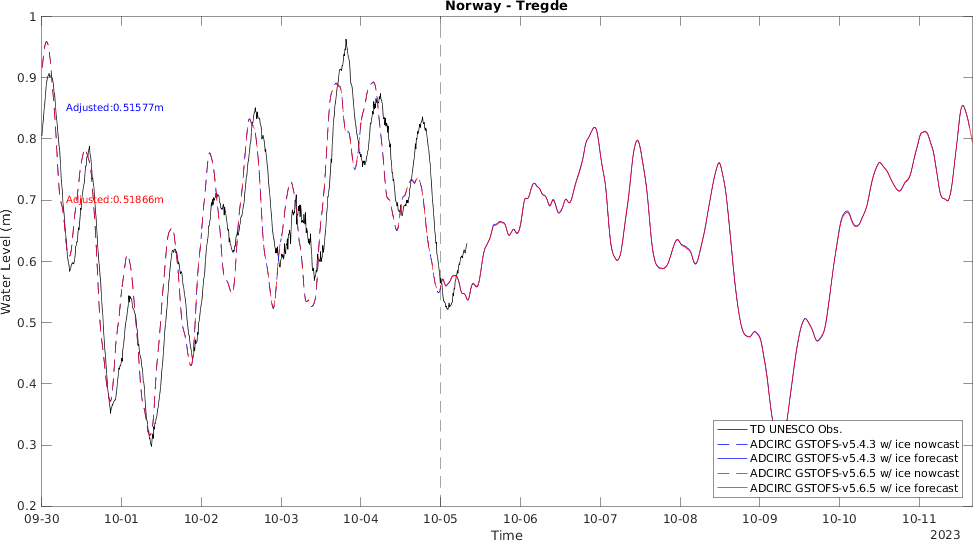 Norway - Tregde
Water Level (m)
1
0.9
0.8
0.7
0.6
0.5
0.4
0.3
0.2
Adjusted:0.51577m
Adjusted:0.51866m
TD UNESCO Obs.
ADCIRC GSTOFS-v5.4.3 w/ ice nowcast
ADCIRC GSTOFS-v5.4.3 w/ ice forecast
ADCIRC GSTOFS-v5.6.5 w/ ice nowcast
ADCIRC GSTOFS-v5.6.5 w/ ice forecast
09-30 10-01 10-02 10-03 10-04 10-05 10-06 10-07 10-08 10-09 10-10 10-11
Time
2023